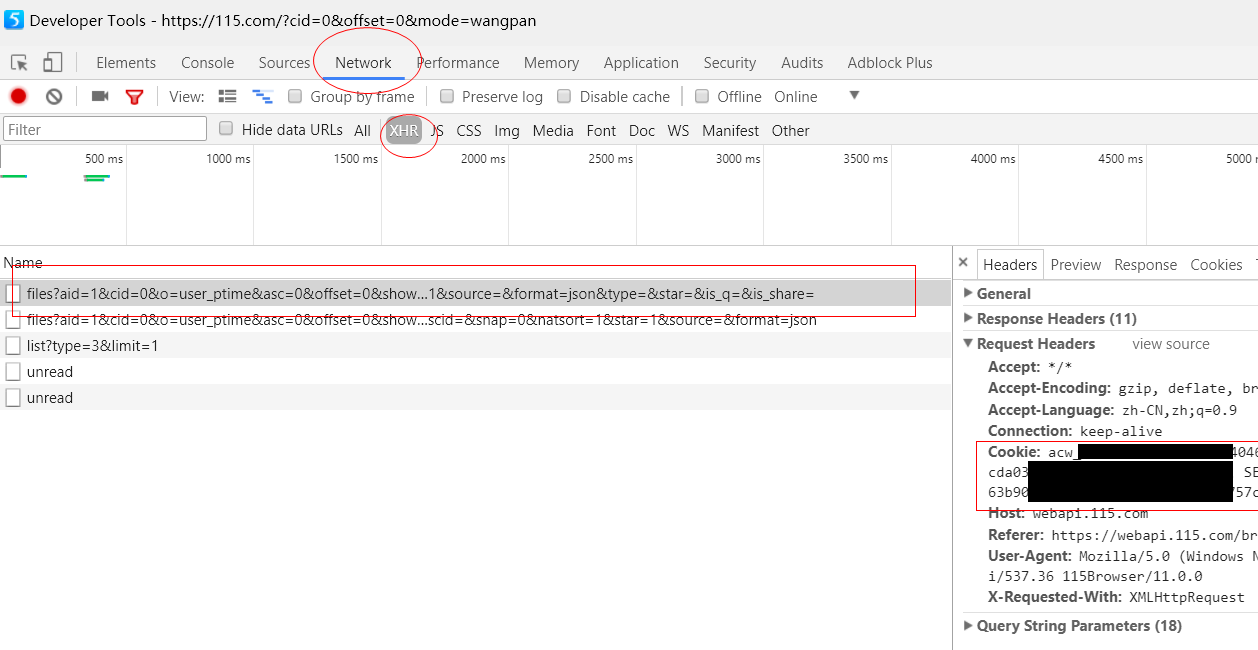 Developer Tools - https://115.com/?cid=0&offset=0&mode=wangpan
Elements Console Sources Network Performance Memory Application Security Audits Adblock Plus
View: Group by frame Preserve log Disable cache Offline Online
Filter Hide data URLs All XHR JS CSS Img Media Font Doc WS Manifest Other
500 ms 1000 ms 1500 ms 2000 ms 2500 ms 3000 ms 3500 ms 4000 ms 4500 ms 5000
Name
files?aid=1&cid=0&o=user_ptime&asc=0&offset=0&show...1&source=&format=json&type=&star=&is_q=&is_share=
files?aid=1&cid=0&o=user_ptime&asc=0&offset=0&show...scid=&snap=0&natsort=1&star=1&source=&format=json
list?type=3&limit=1
unread
unread
Headers Preview Response Cookies
General
Response Headers (11)
Request Headers view source
Accept: */*
Accept-Encoding: gzip, deflate, br
Accept-Language: zh-CN,zh;q=0.9
Connection: keep-alive
Cookie: acw_ 4046
cda03 SE
63b90 757c
Host: webapi.115.com
Referer: https://webapi.115.com/br
User-Agent: Mozilla/5.0 (Windows N
i/537.36 115Browser/11.0.0
X-Requested-With: XMLHttpRequest
Query String Parameters (18)